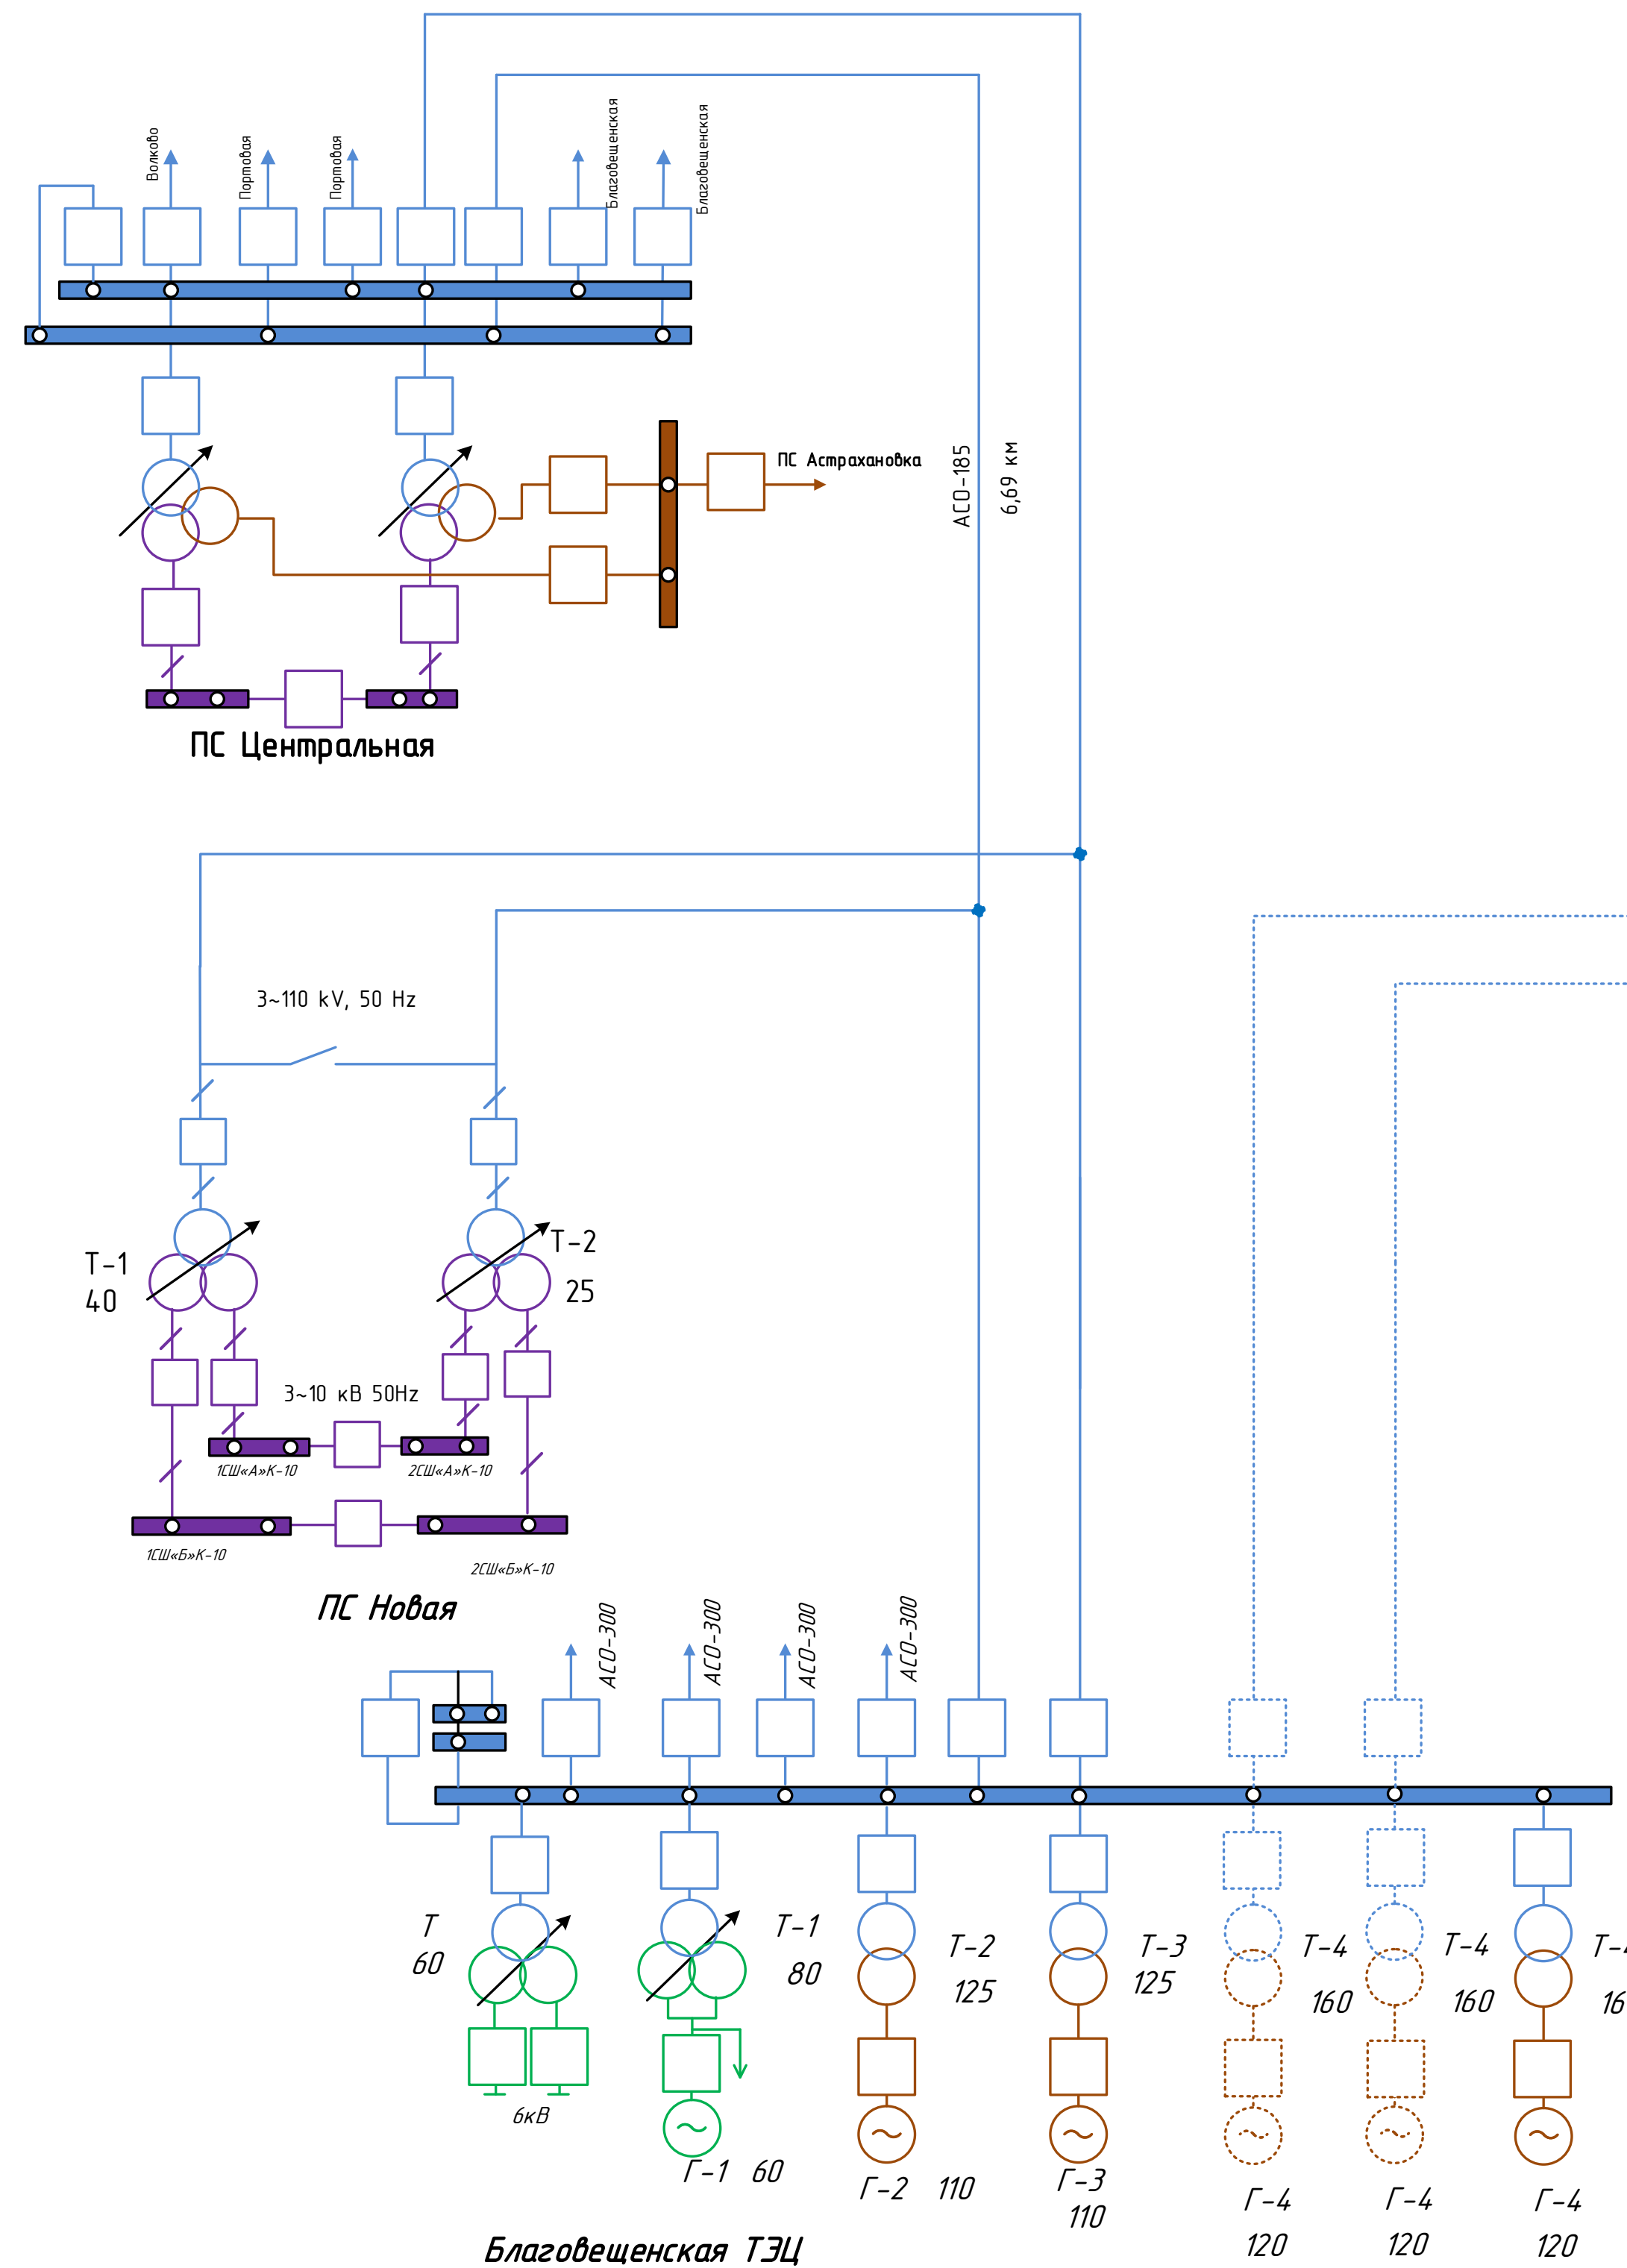 Волково
Портовая
Портовая
Благовещенская
Благовещенская
ПС Астрахановка
АСО-185
6,69 км
ПС Центральная
3~110 kV, 50 Hz
Т-1
40
Т-2
25
3~10 кВ 50Hz
1СШ«А»К-10
2СШ«А»К-10
1СШ«Б»К-10
2СШ«Б»К-10
ПС Новая
АСО-300
АСО-300
АСО-300
АСО-300
Т
60
Т-1
80
Т-2
125
Т-3
125
Т-4
160
Т-4
160
Т-4
16
6кВ
Г-1 60
Г-2 110
Г-3
110
Г-4
120
Г-4
120
Г-4
120
Благовещенская ТЭЦ